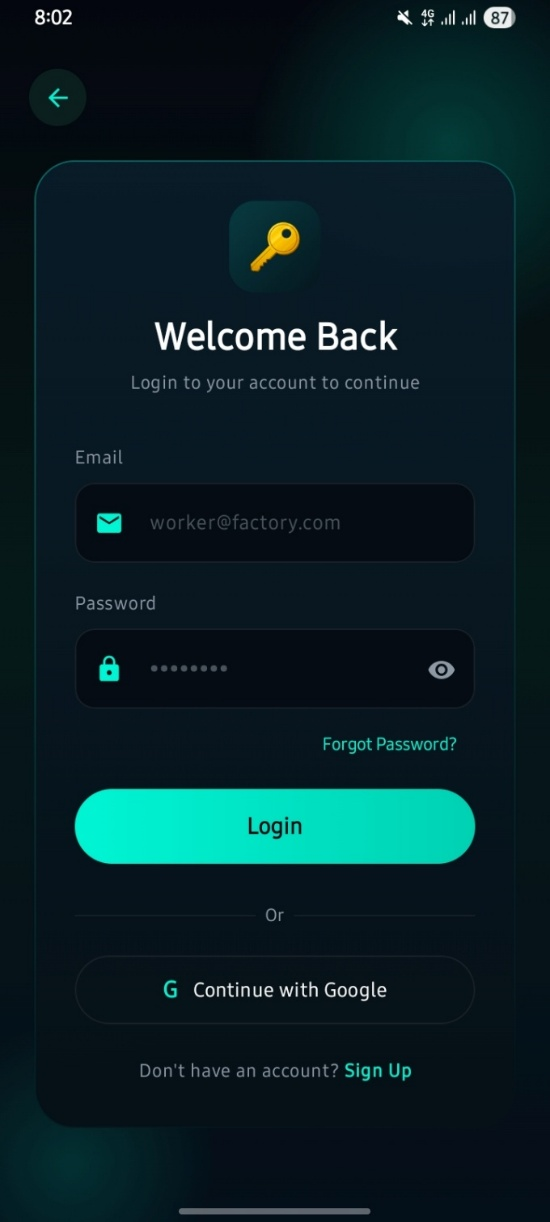 8:02
4G
87
Welcome Back
Login to your account to continue
Email
worker@factory.com
Password
••••••••
Forgot Password?
Login
Or
G Continue with Google
Don't have an account? Sign Up